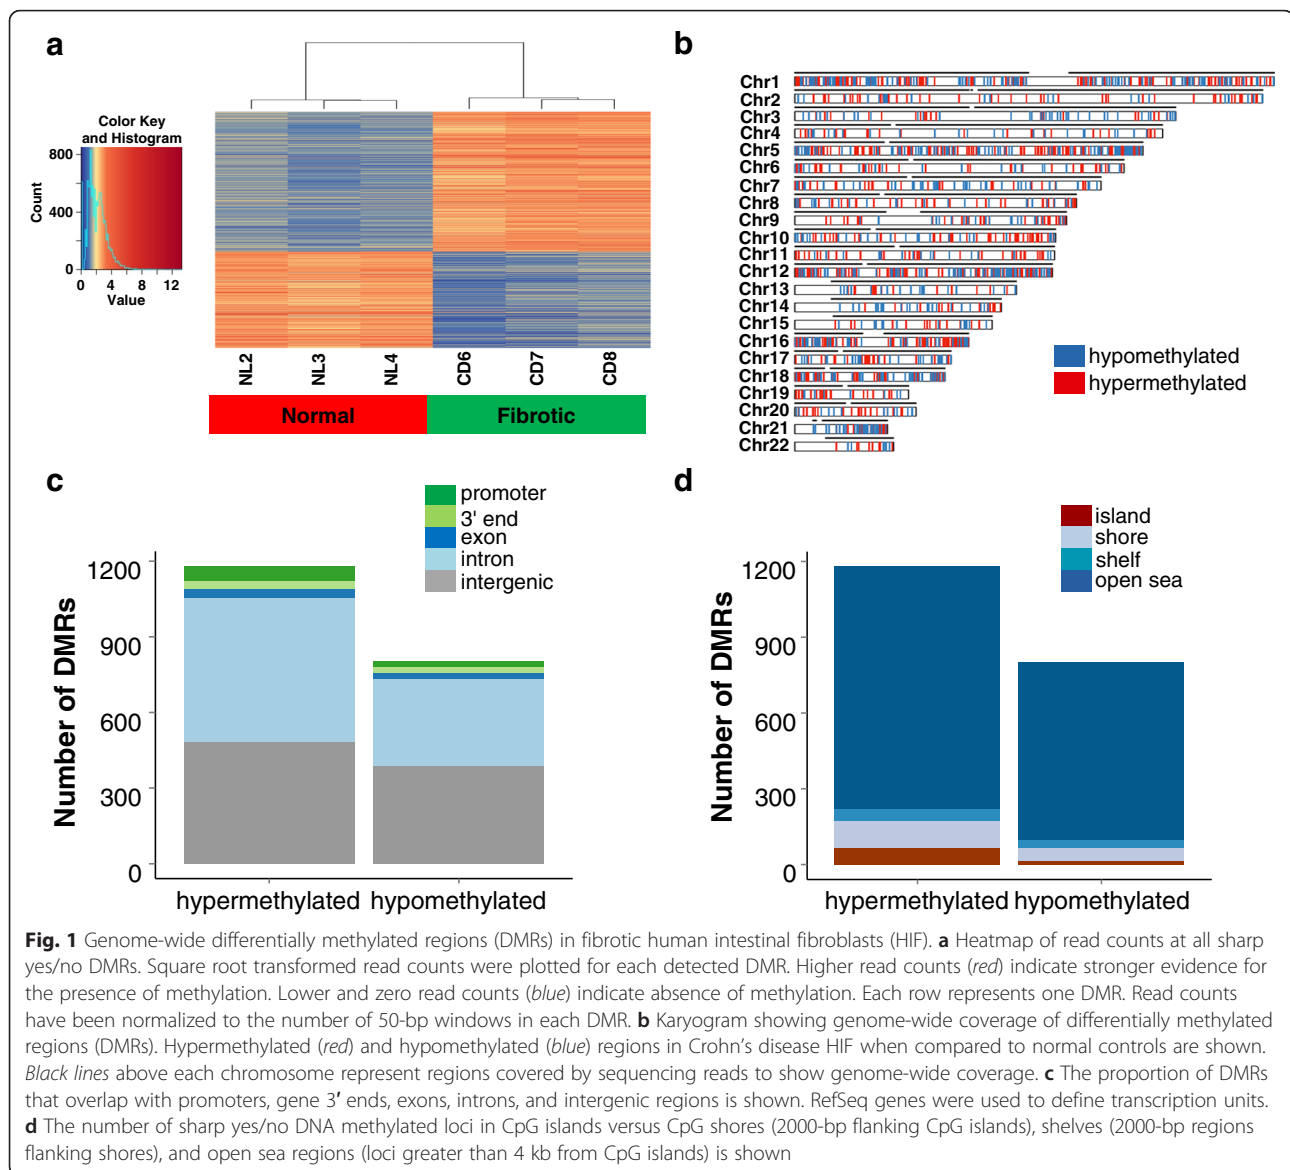 a
b
Color Key
and Histogram
800
400
0
Count
0 4 8 12
Value
NL2
NL3
NL4
CD6
CD7
CD8
Normal
Fibrotic
Chr1
Chr2
Chr3
Chr4
Chr5
Chr6
Chr7
Chr8
Chr9
Chr10
Chr11
Chr12
Chr13
Chr14
Chr15
Chr16
Chr17
Chr18
Chr19
Chr20
Chr21
Chr22
hypomethylated
hypermethylated
c
promoter
3' end
exon
intron
intergenic
1200
900
600
300
0
Number of DMRs
hypermethylated
hypomethylated
d
island
shore
shelf
open sea
1200
900
600
300
0
Number of DMRs
hypermethylated
hypomethylated
Fig. 1 Genome-wide differentially methylated regions (DMRs) in fibrotic human intestinal fibroblasts (HIF). a Heatmap of read counts at all sharp
yes/no DMRs. Square root transformed read counts were plotted for each detected DMR. Higher read counts (red) indicate stronger evidence for
the presence of methylation. Lower and zero read counts (blue) indicate absence of methylation. Each row represents one DMR. Read counts
have been normalized to the number of 50-bp windows in each DMR. b Karyogram showing genome-wide coverage of differentially methylated
regions (DMRs). Hypermethylated (red) and hypomethylated (blue) regions in Crohn's disease HIF when compared to normal controls are shown.
Black lines above each chromosome represent regions covered by sequencing reads to show genome-wide coverage. c The proportion of DMRs
that overlap with promoters, gene 3′ ends, exons, introns, and intergenic regions is shown. RefSeq genes were used to define transcription units.
d The number of sharp yes/no DNA methylated loci in CpG islands versus CpG shores (2000-bp flanking CpG islands), shelves (2000-bp regions
flanking shores), and open sea regions (loci greater than 4 kb from CpG islands) is shown